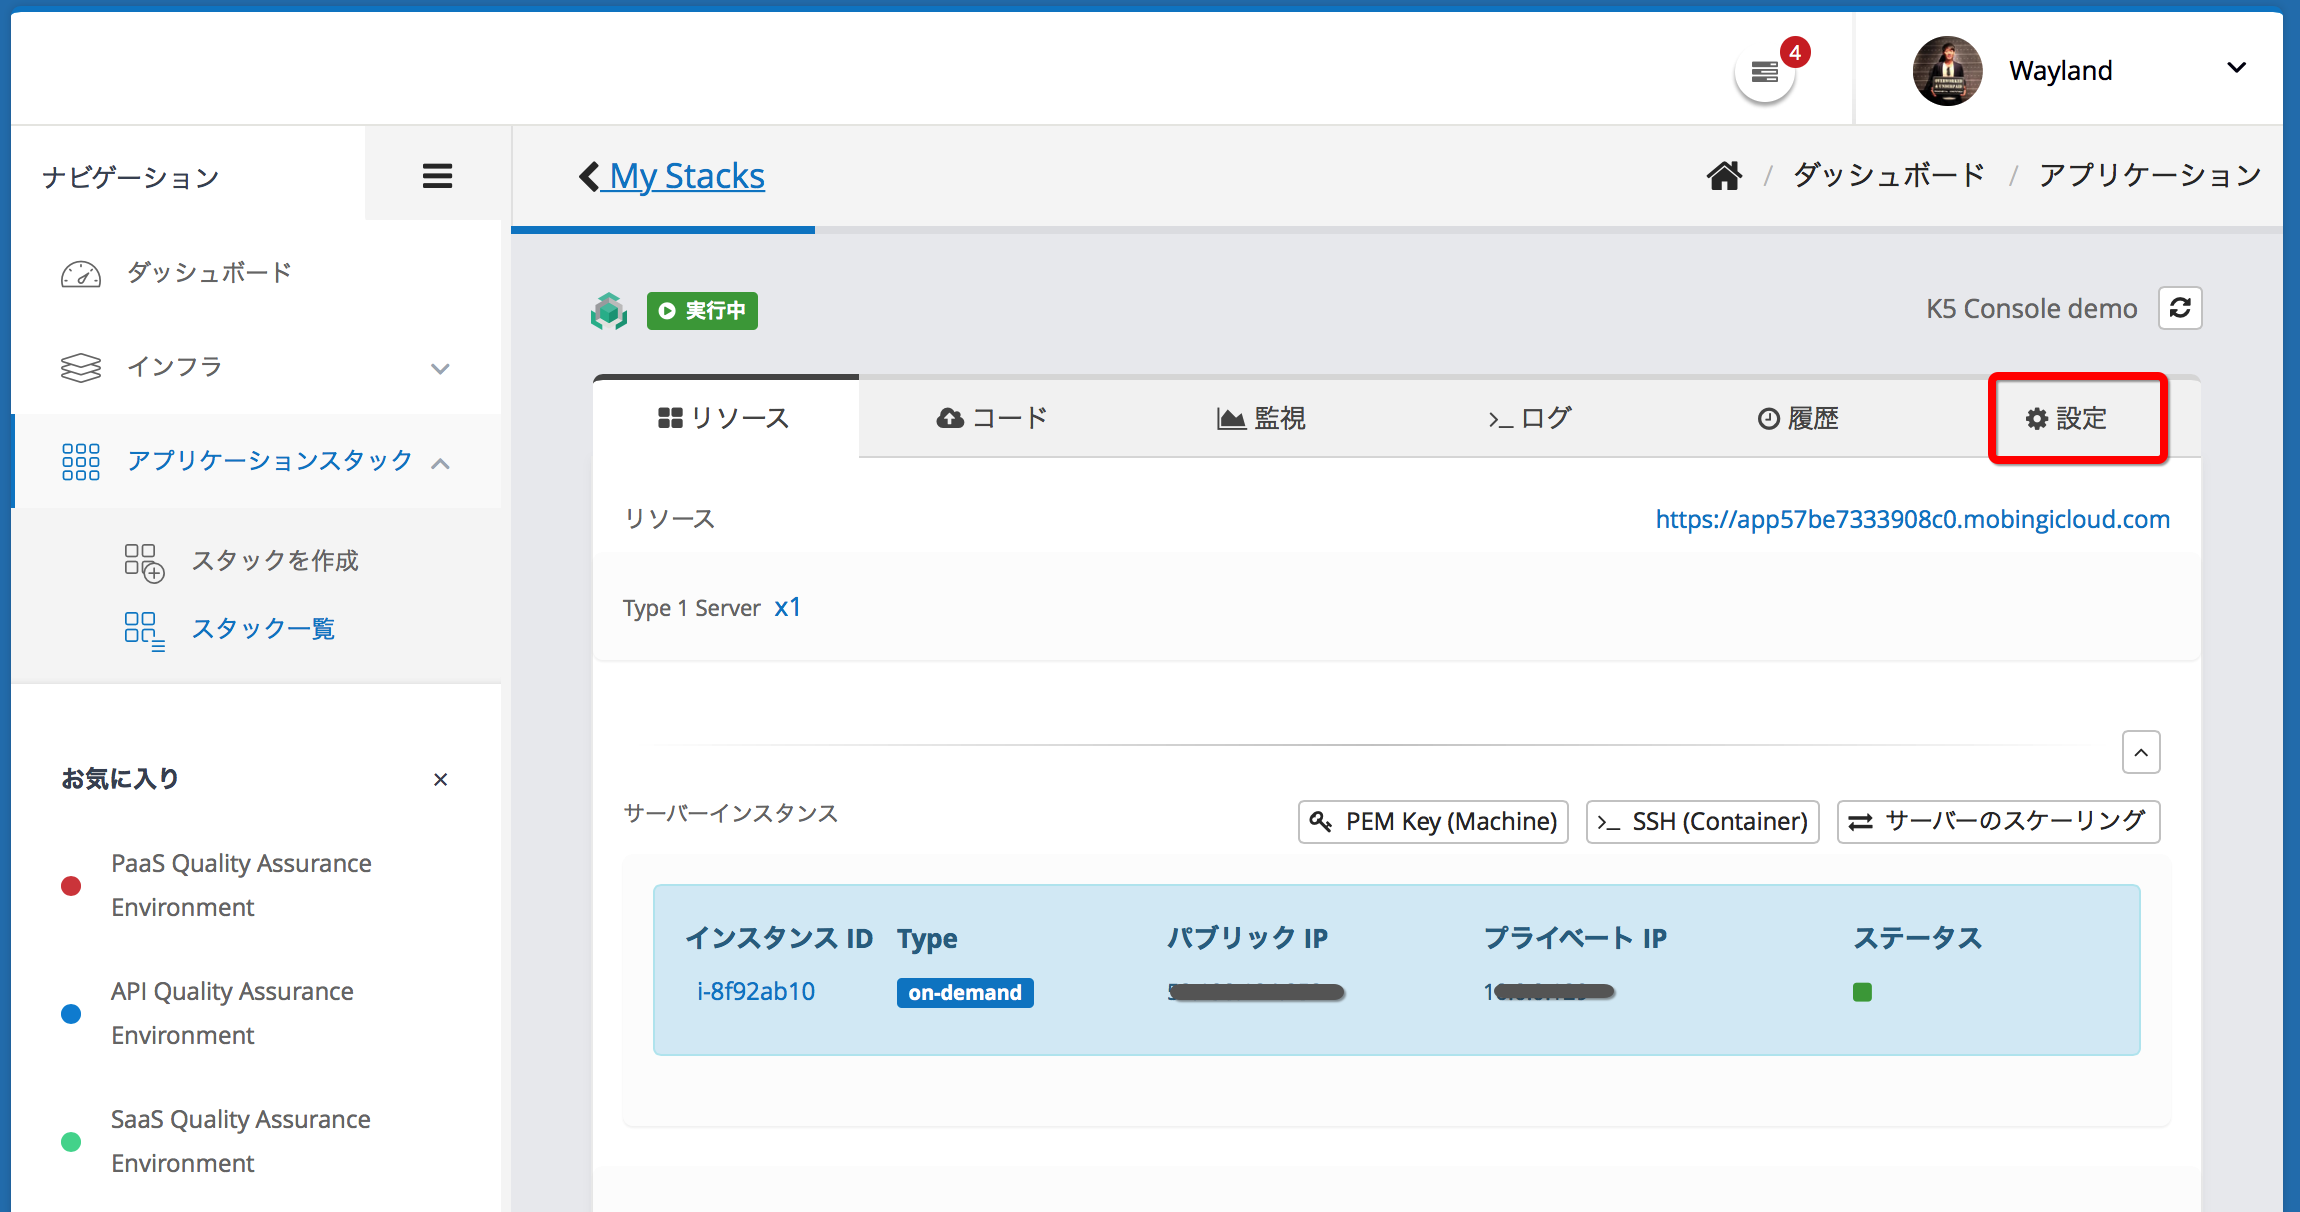 4
Wayland
ナビゲーション
My Stacks
/ ダッシュボード / アプリケーション
ダッシュボード
インフラ
アプリケーションスタック
スタックを作成
スタック一覧
お気に入り ×
PaaS Quality Assurance
Environment
API Quality Assurance
Environment
SaaS Quality Assurance
Environment
実行中
K5 Console demo
リソース
コード
監視
ログ
履歴
設定
リソース
https://app57be7333908c0.mobingicloud.com
Type 1 Server x1
サーバーインスタンス
PEM Key (Machine)
SSH (Container)
サーバーのスケーリング
インスタンス ID Type パブリック IP プライベート IP ステータス
i-8f92ab10 on-demand